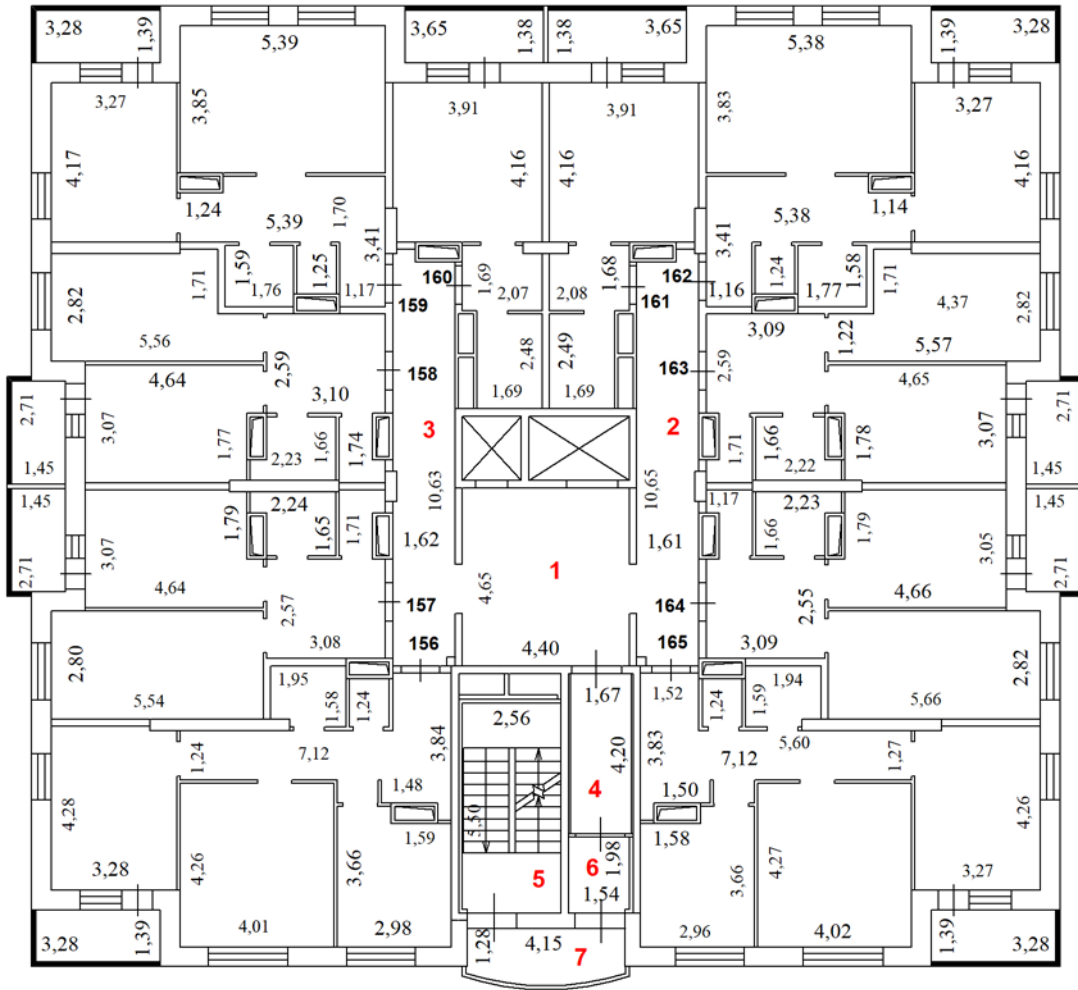 3,28 1,39 5,39 3,65 1,38 1,38 3,65 5,38 1,39 3,28
3,27 3,85 3,91 3,91 3,83 3,27
4,17 4,16 4,16 4,16
1,24 5,39 1,70 3,41 3,41 5,38 1,14
2,82 1,71 1,59 1,76 1,25 1,17 159 160 1,69 2,07 2,08 1,68 161 162 1,16 1,24 1,77 1,58 1,71 4,37 2,82
5,56 2,59 2,48 2,49 3,09 1,22 5,57
4,64 3,10 158 1,69 1,69 163 2,59 4,65
2,71 3,07 1,77 2,23 1,66 1,74 3 2 1,71 1,66 2,22 1,78 3,07 2,71
1,45 10,63 10,65 1,45
1,45 1,79 2,24 1,65 1,71 1,62 1,61 1,17 1,66 2,23 1,79 1,45
2,71 3,07 4,64 4,65 1 4,66 3,05 2,71
2,80 2,57 3,08 157 156 4,40 164 165 3,09 2,55 2,82
5,54 1,95 1,58 1,24 1,67 1,52 1,24 1,59 1,94 5,66
1,24 7,12 3,84 2,56 4,20 3,83 7,12 5,60 1,27
4,28 1,48 4 1,50 4,26
1,59 5,50 1,58
3,28 4,26 3,66 5 6 1,98 1,54 3,66 4,27 3,27
3,28 1,39 4,01 2,98 1,28 4,15 7 2,96 4,02 1,39 3,28